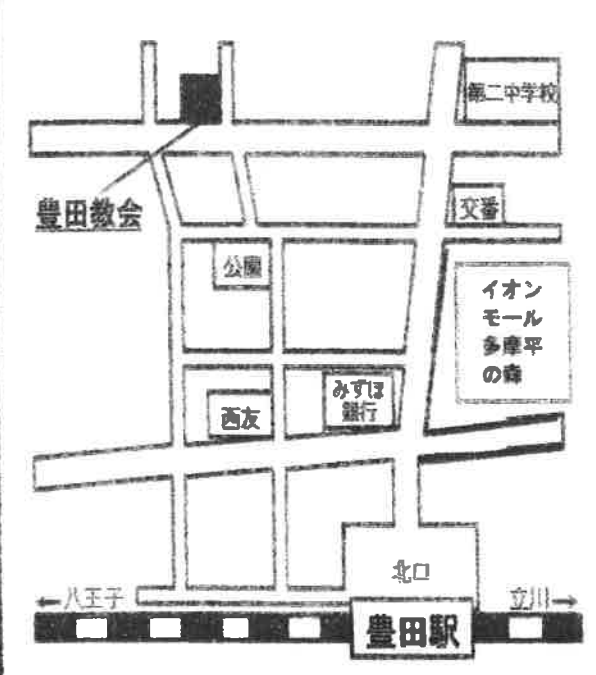 第二中学校
豊田教会
交番
公園
イオン
モール
多摩平
の森
みずほ
銀行
西友
北口
←八王子
立川→
豊田駅